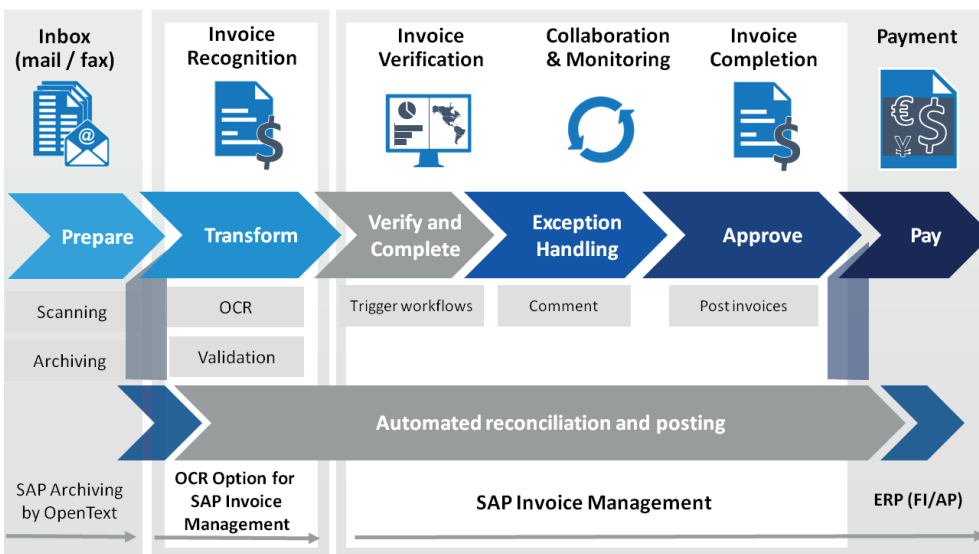 Inbox
(mail / fax)
Invoice
Recognition
Invoice
Verification
Collaboration
& Monitoring
Invoice
Completion
Payment
@
$
$
€
$
¥
Prepare
Transform
Verify and
Complete
Exception
Handling
Approve
Pay
Scanning
OCR
Trigger workflows
Comment
Post invoices
Archiving
Validation
Automated reconciliation and posting
SAP Archiving
by OpenText
OCR Option for
SAP Invoice
Management
SAP Invoice Management
ERP (FI/AP)